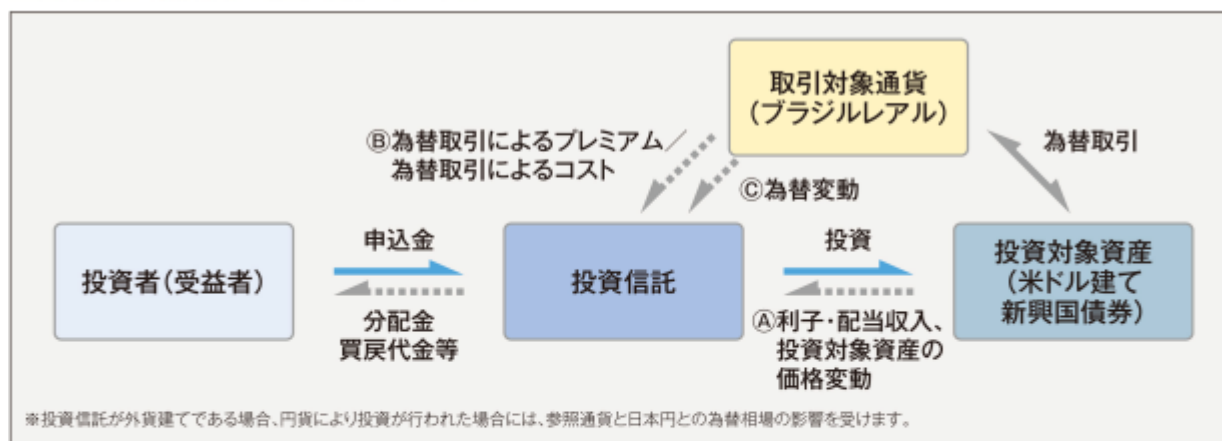 取引対象通貨
（ブラジルレアル）
Ⓑ為替取引によるプレミアム／
為替取引によるコスト
為替取引
Ⓒ為替変動
投資者（受益者）
申込金
分配金
買戻代金等
投資信託
投資
Ⓐ利子・配当収入、
投資対象資産の
価格変動
投資対象資産
（米ドル建て
新興国債券）
※投資信託が外貨建てである場合、円貨により投資が行われた場合には、参照通貨と日本円との為替相場の影響を受けます。